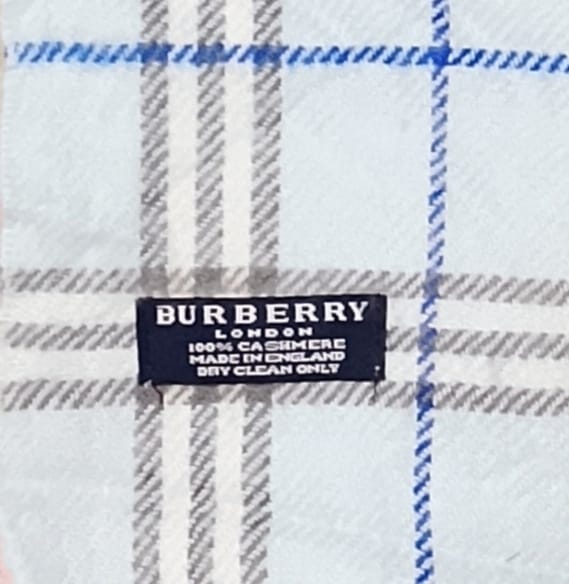 BURBERRY
LONDON
100% CASHMERE
MADE IN ENGLAND
DRY CLEAN ONLY